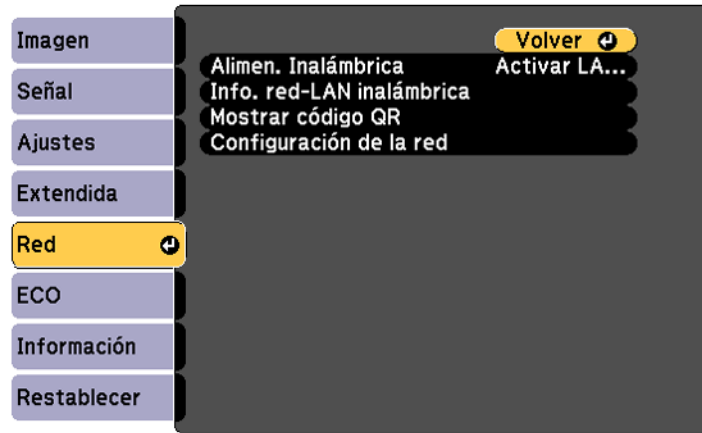 Imagen
Señal
Ajustes
Extendida
Red
ECO
Información
Restablecer
Volver
Alimen. Inalámbrica Activar LA...
Info. red-LAN inalámbrica
Mostrar código QR
Configuración de la red